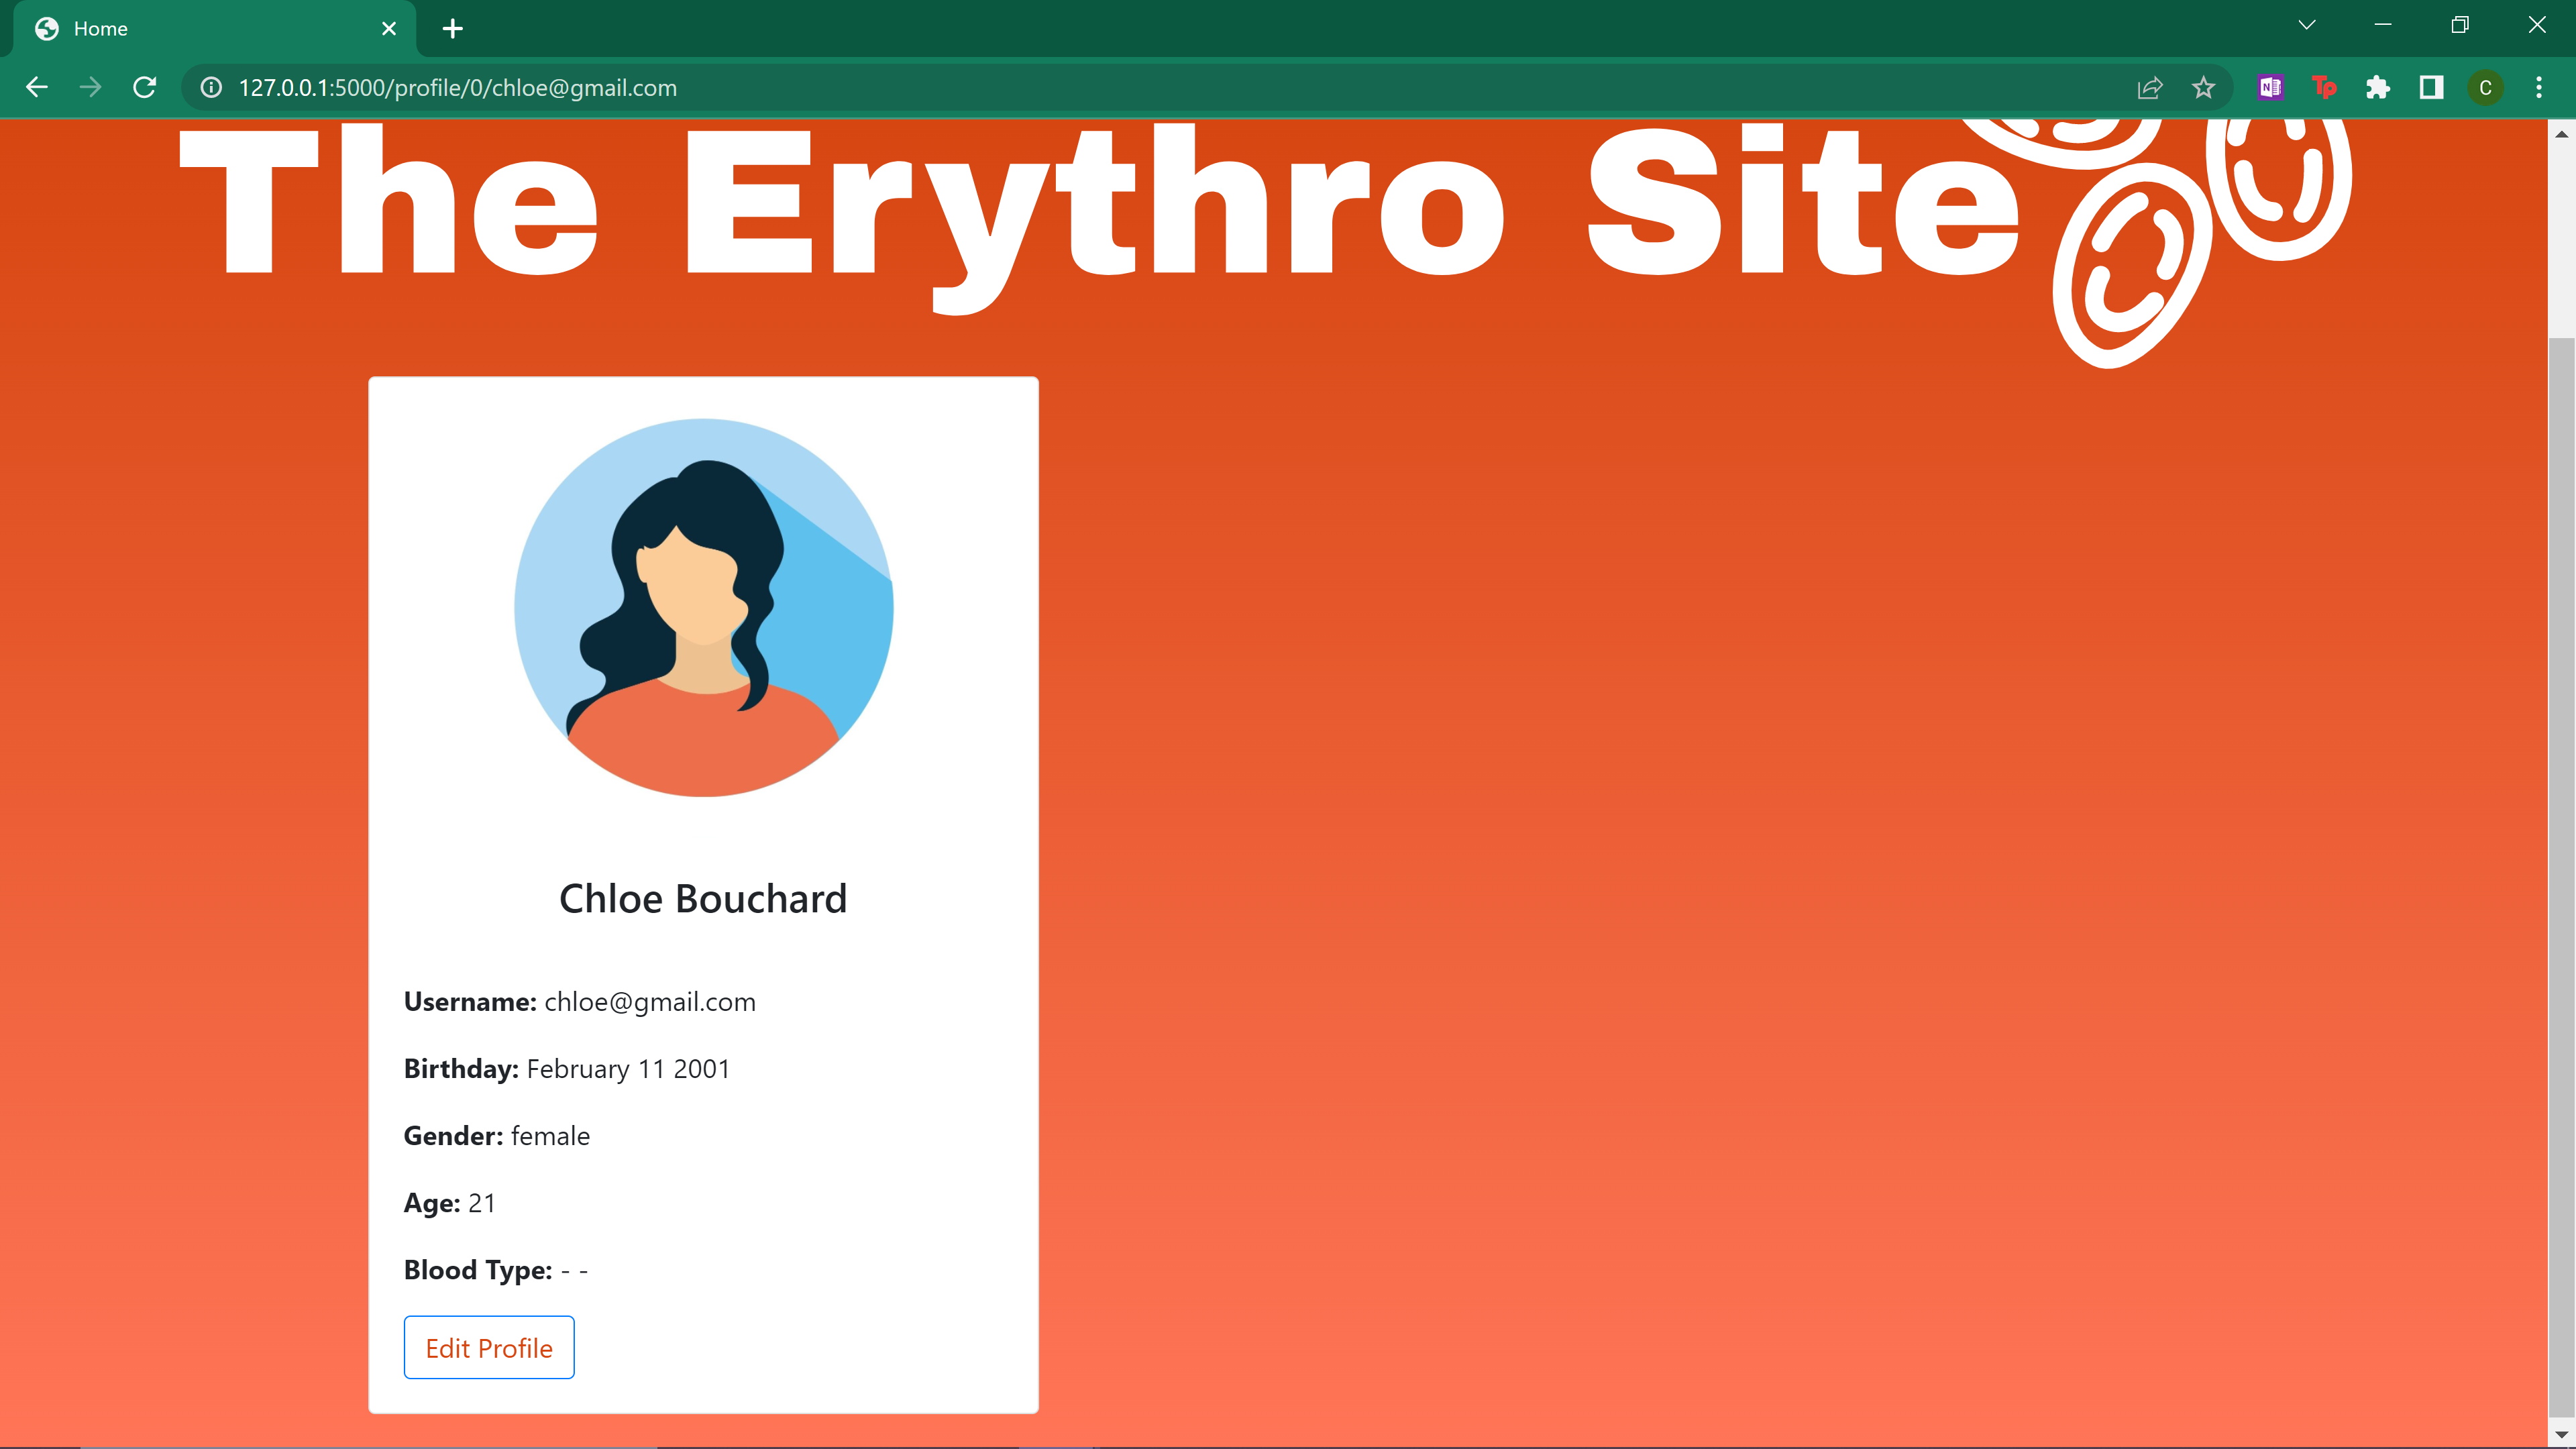 Home
127.0.0.1:5000/profile/0/chloe@gmail.com
N
Tp
C
The Erythro Site
Chloe Bouchard
Username: chloe@gmail.com
Birthday: February 11 2001
Gender: female
Age: 21
Blood Type: - -
Edit Profile